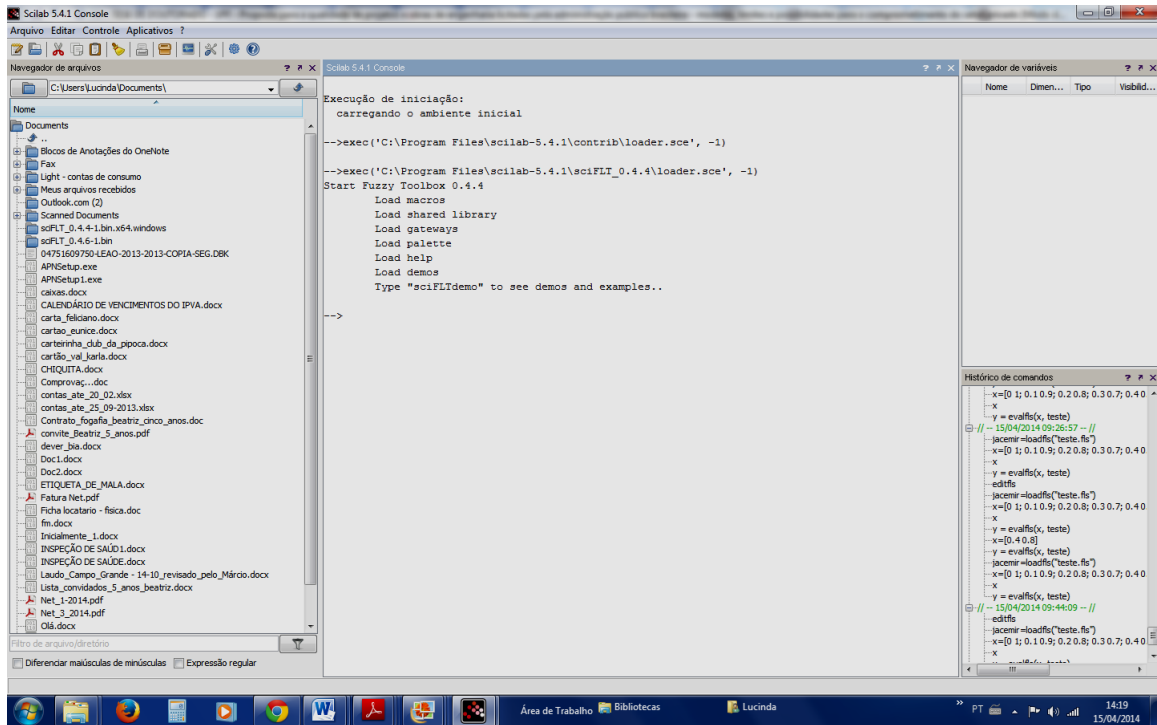 Scilab 5.4.1 Console
Arquivo Editar Controle Aplicativos ?
Navegador de arquivos
C:\Users\Lucinda\Documents\
Nome
Documents
..
Blocos de Anotações do OneNote
Fax
Light - contas de consumo
Meus arquivos recebidos
Outlook.com (2)
Scanned Documents
sciFLT_0.4.4-1.bin.x64.windows
sciFLT_0.4.6-1.bin
04751609750-LEAO-2013-2013-COPIA-SEG.DBK
APNSetup.exe
APNSetup1.exe
caixas.docx
CALENDÁRIO DE VENCIMENTOS DO IPVA.docx
carta_feliciano.docx
cartao_eunice.docx
carteirinha_club_da_pipoca.docx
cartão_val_karla.docx
CHIQUITA.docx
Comprovaç...doc
contas_ate_20_02.xlsx
contas_ate_25_09-2013.xlsx
Contrato_fogafia_beatriz_cinco_anos.doc
convite_Beatriz_5_anos.pdf
dever_bia.docx
Doc1.docx
Doc2.docx
ETIQUETA_DE_MALA.docx
Fatura Net.pdf
Ficha locatario - fisica.doc
fm.docx
Inicialmente_1.docx
INSPEÇÃO DE SAÚD1.docx
INSPEÇÃO DE SAÚDE.docx
Laudo_Campo_Grande - 14-10_revisado_pelo_Márcio.docx
Lista_convidados_5_anos_beatriz.docx
Net_1-2014.pdf
Net_3_2014.pdf
Olá.docx
Filtro de arquivo/diretório
Diferenciar maiúsculas de minúsculas Expressão regular
Scilab 5.4.1 Console
Execução de iniciação:
carregando o ambiente inicial
-->exec('C:\Program Files\scilab-5.4.1\contrib\loader.sce', -1)
-->exec('C:\Program Files\scilab-5.4.1\sciFLT_0.4.4\loader.sce', -1)
Start Fuzzy Toolbox 0.4.4
Load macros
Load shared library
Load gateways
Load palette
Load help
Load demos
Type "sciFLTdemo" to see demos and examples..
-->
Navegador de variáveis
Nome Dimen... Tipo Visibilid...
Histórico de comandos
x=[0 1; 0.1 0.9; 0.2 0.8; 0.3 0.7; 0.4 0
x
y = evalfls(x, teste)
// -- 15/04/2014 09:26:57 -- //
jacemir=loadfls("teste.fls")
x=[0 1; 0.1 0.9; 0.2 0.8; 0.3 0.7; 0.4 0
x
y = evalfls(x, teste)
editfls
jacemir=loadfls("teste.fls")
x=[0 1; 0.1 0.9; 0.2 0.8; 0.3 0.7; 0.4 0
x
y = evalfls(x, teste)
x=[0.4 0.8]
y = evalfls(x, teste)
jacemir=loadfls("teste.fls")
x=[0 1; 0.1 0.9; 0.2 0.8; 0.3 0.7; 0.4 0
x
y = evalfls(x, teste)
// -- 15/04/2014 09:44:09 -- //
editfls
jacemir=loadfls("teste.fls")
x=[0 1; 0.1 0.9; 0.2 0.8; 0.3 0.7; 0.4 0
x
Área de Trabalho Bibliotecas Lucinda PT 14:19
15/04/2014